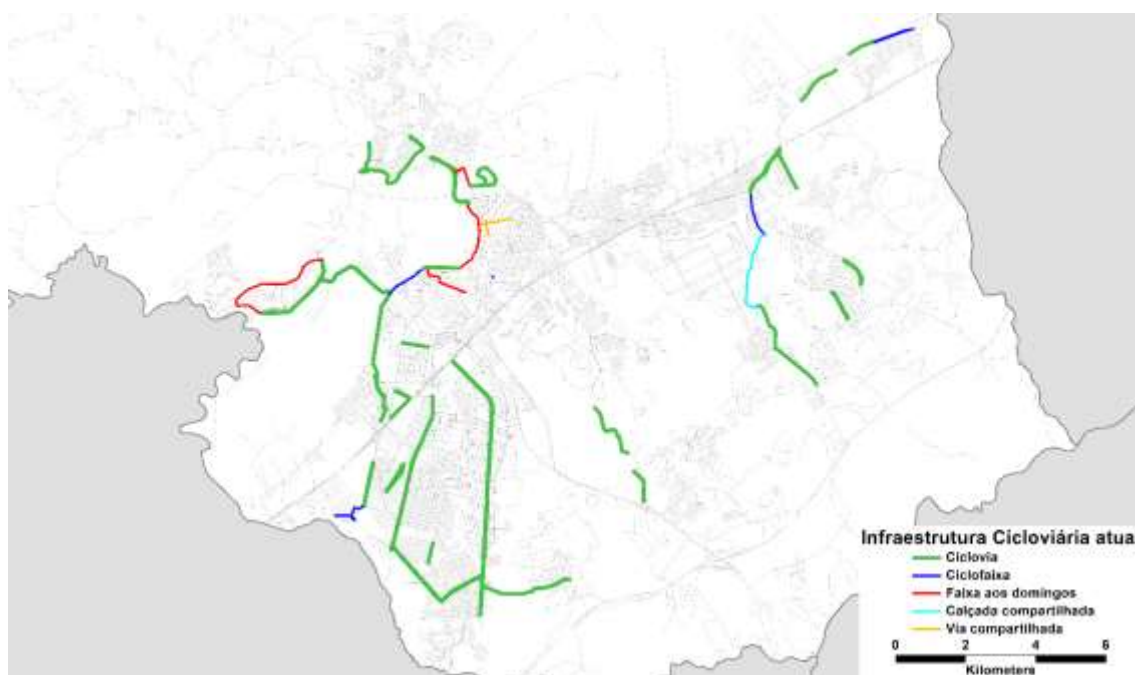 Infraestrutura Cicloviária atua
Ciclovia
Ciclofaixa
Faixa aos domingos
Calçada compartilhada
Via compartilhada
0 2 4 6
Kilometers